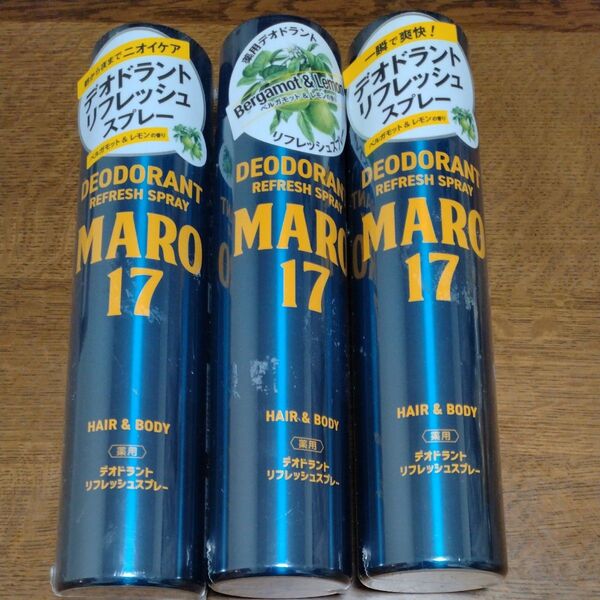 朝から夜までニオイケア
デオドラント
リフレッシュ
スプレー
ベルガモット & レモンの香り
DEODORANT
REFRESH SPRAY
MARO
17
HAIR & BODY
薬用
デオドラント
リフレッシュスプレー
薬用デオドラント
Bergamot & Lemon
ベルガモット & レモンの香り
リフレッシュスプレー
DEODORANT
REFRESH SPRAY
MARO
17
HAIR & BODY
薬用
デオドラント
リフレッシュスプレー
一瞬で爽快！
デオドラント
リフレッシュ
スプレー
ベルガモット & レモンの香り
DEODORANT
REFRESH SPRAY
MARO
17
HAIR & BODY
薬用
デオドラント
リフレッシュスプレー